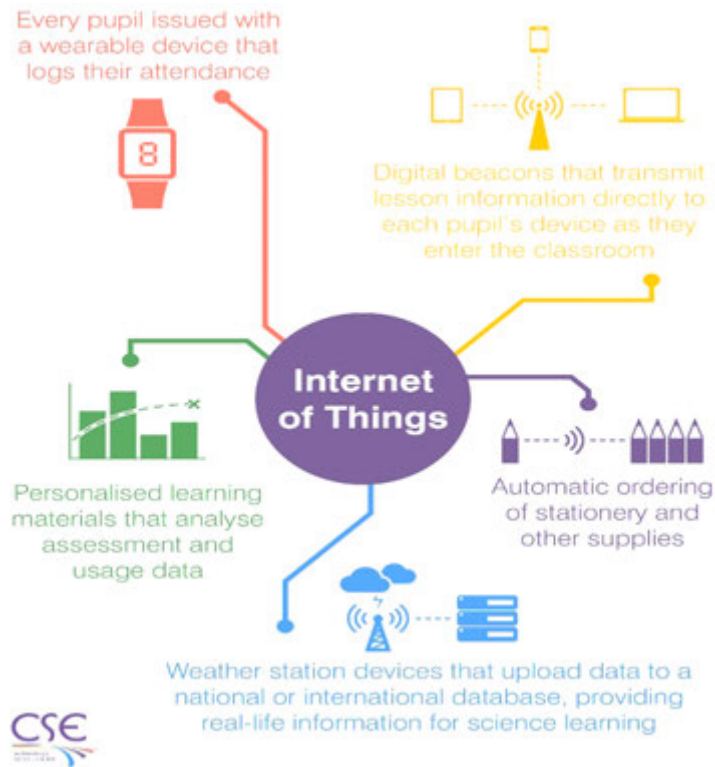 Every pupil issued with
a wearable device that
logs their attendance
8
Digital beacons that transmit
lesson information directly to
each pupil's device as they
enter the classroom
Internet
of Things
Personalised learning
materials that analyse
assessment and
usage data
Automatic ordering
of stationery and
other supplies
Weather station devices that upload data to a
national or international database, providing
real-life information for science learning
CSE